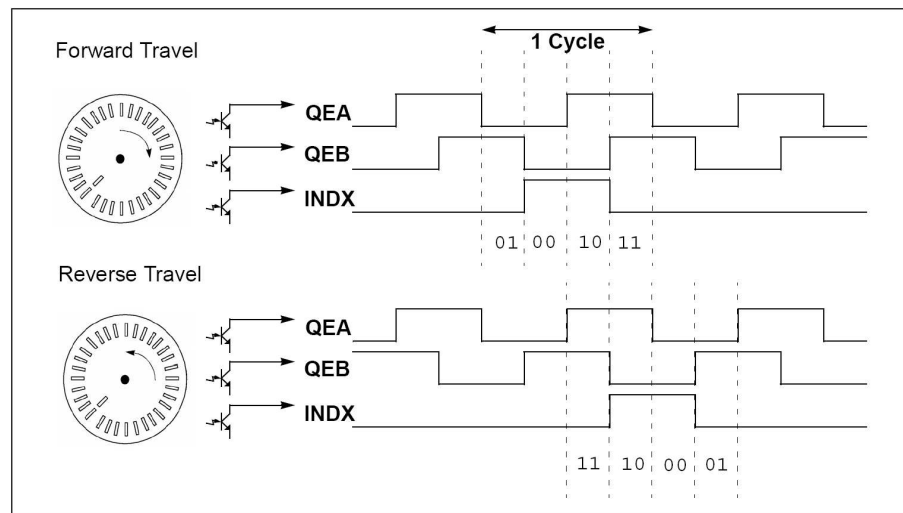 1 Cycle
Forward Travel
QEA
QEB
INDX
01 00 10 11
Reverse Travel
QEA
QEB
INDX
11 10 00 01